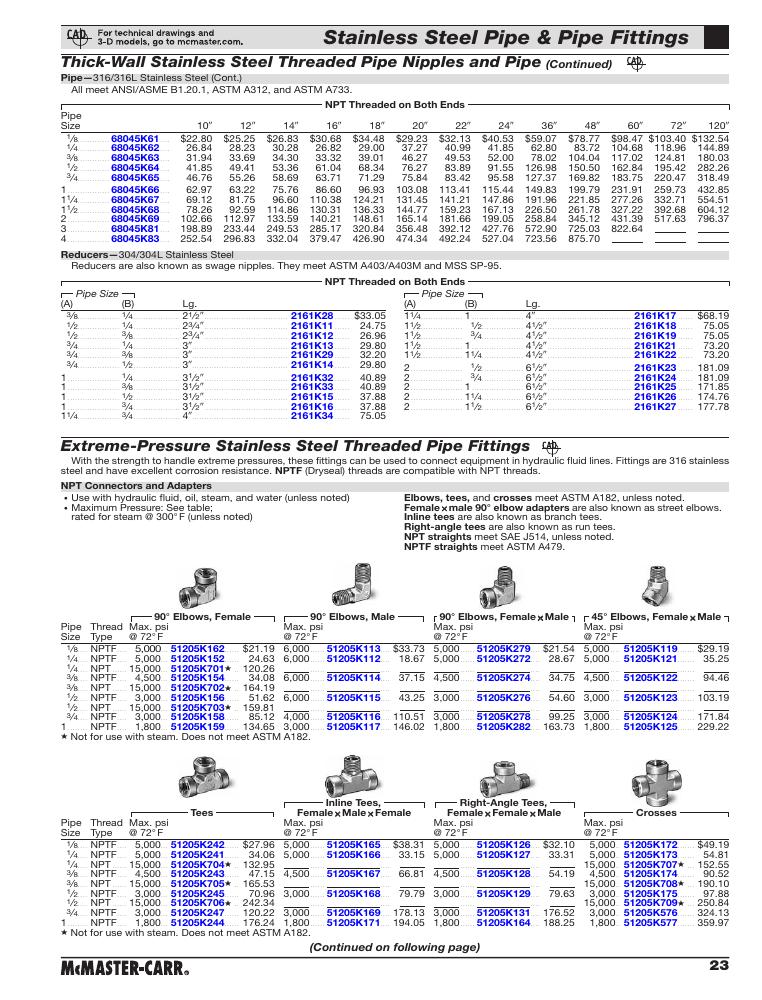 CAD
For technical drawings and
3-D models, go to mcmaster.com.
Stainless Steel Pipe & Pipe Fittings
Thick-Wall Stainless Steel Threaded Pipe Nipples and Pipe (Continued) CAD
Pipe—316/316L Stainless Steel (Cont.)
All meet ANSI/ASME B1.20.1, ASTM A312, and ASTM A733.
NPT Threaded on Both Ends
Pipe
Size 10″ 12″ 14″ 16″ 18″ 20″ 22″ 24″ 36″ 48″ 60″ 72″ 120″
1/8 68045K61 $22.80 $25.25 $26.83 $30.68 $34.48 $29.23 $32.13 $40.53 $59.07 $78.77 $98.47 $103.40 $132.54
1/4 68045K62 26.84 28.23 30.28 26.82 29.00 37.27 40.99 41.85 62.80 83.72 104.68 118.96 144.89
3/8 68045K63 31.94 33.69 34.30 33.32 39.01 46.27 49.53 52.00 78.02 104.04 117.02 124.81 180.03
1/2 68045K64 41.85 49.41 53.36 61.04 68.34 76.27 83.89 91.55 126.98 150.50 162.84 195.42 282.26
3/4 68045K65 46.76 55.26 58.69 63.71 71.29 75.84 83.42 95.58 127.37 169.82 183.75 220.47 318.49
1 68045K66 62.97 63.22 75.76 86.60 96.93 103.08 113.41 115.44 149.83 199.79 231.91 259.73 432.85
1 1/4 68045K67 69.12 81.75 96.60 110.38 124.21 131.45 141.21 147.86 191.96 221.85 277.26 332.71 554.51
1 1/2 68045K68 78.26 92.59 114.86 130.31 136.33 144.77 159.23 167.13 226.50 261.78 327.22 392.68 604.12
2 68045K69 102.66 112.97 133.59 140.21 148.61 165.14 181.66 199.05 258.84 345.12 431.39 517.63 796.37
3 68045K81 198.89 233.44 249.53 285.17 320.84 356.48 392.12 427.76 572.90 725.03 822.64
4 68045K83 252.54 296.83 332.04 379.47 426.90 474.34 492.24 527.04 723.56 875.70
Reducers—304/304L Stainless Steel
Reducers are also known as swage nipples. They meet ASTM A403/A403M and MSS SP-95.
NPT Threaded on Both Ends
Pipe Size Pipe Size
(A) (B) Lg. (A) (B) Lg.
3/8 1/4 2 1/2″ 2161K28 $33.05 1 1/4 1 4″ 2161K17 $68.19
1/2 1/4 2 3/4″ 2161K11 24.75 1 1/2 1/2 4 1/2″ 2161K18 75.05
1/2 3/8 2 3/4″ 2161K12 26.96 1 1/2 3/4 4 1/2″ 2161K19 75.05
3/4 1/4 3″ 2161K13 29.80 1 1/2 1 4 1/2″ 2161K21 73.20
3/4 3/8 3″ 2161K29 32.20 1 1/2 1 1/4 4 1/2″ 2161K22 73.20
3/4 1/2 3″ 2161K14 29.80 2 1/2 6 1/2″ 2161K23 181.09
1 1/4 3 1/2″ 2161K32 40.89 2 3/4 6 1/2″ 2161K24 181.09
1 3/8 3 1/2″ 2161K33 40.89 2 1 6 1/2″ 2161K25 171.85
1 1/2 3 1/2″ 2161K15 37.88 2 1 1/4 6 1/2″ 2161K26 174.76
1 3/4 3 1/2″ 2161K16 37.88 2 1 1/2 6 1/2″ 2161K27 177.78
1 1/4 3/4 4″ 2161K34 75.05
Extreme-Pressure Stainless Steel Threaded Pipe Fittings CAD
With the strength to handle extreme pressures, these fittings can be used to connect equipment in hydraulic fluid lines. Fittings are 316 stainless
steel and have excellent corrosion resistance. NPTF (Dryseal) threads are compatible with NPT threads.
NPT Connectors and Adapters
• Use with hydraulic fluid, oil, steam, and water (unless noted)
• Maximum Pressure: See table;
rated for steam @ 300°F (unless noted)
Elbows, tees, and crosses meet ASTM A182, unless noted.
Female x male 90° elbow adapters are also known as street elbows.
Inline tees are also known as branch tees.
Right-angle tees are also known as run tees.
NPT straights meet SAE J514, unless noted.
NPTF straights meet ASTM A479.
90° Elbows, Female 90° Elbows, Male 90° Elbows, Female x Male 45° Elbows, Female x Male
Pipe Thread Max. psi Max. psi Max. psi Max. psi
Size Type @ 72°F @ 72°F @ 72°F @ 72°F
1/8 NPTF 5,000 51205K162 $21.19 6,000 51205K113 $33.73 5,000 51205K279 $21.54 5,000 51205K119 $29.19
1/4 NPTF 5,000 51205K152 24.63 6,000 51205K112 18.67 5,000 51205K272 28.67 5,000 51205K121 35.25
1/4 NPT 15,000 51205K701★ 120.26
3/8 NPTF 4,500 51205K154 34.08 6,000 51205K114 37.15 4,500 51205K274 34.75 4,500 51205K122 94.46
3/8 NPT 15,000 51205K702★ 164.19
1/2 NPTF 3,000 51205K156 51.62 6,000 51205K115 43.25 3,000 51205K276 54.60 3,000 51205K123 103.19
1/2 NPT 15,000 51205K703★ 159.81
3/4 NPTF 3,000 51205K158 85.12 4,000 51205K116 110.51 3,000 51205K278 99.25 3,000 51205K124 171.84
1 NPTF 1,800 51205K159 134.65 3,000 51205K117 146.02 1,800 51205K282 163.73 1,800 51205K125 229.22
★ Not for use with steam. Does not meet ASTM A182.
Tees Inline Tees, Female x Male x Female Right-Angle Tees, Female x Male x Female Crosses
Pipe Thread Max. psi Max. psi Max. psi Max. psi
Size Type @ 72°F @ 72°F @ 72°F @ 72°F
1/8 NPTF 5,000 51205K242 $27.96 5,000 51205K165 $38.31 5,000 51205K126 $32.10 5,000 51205K172 $49.19
1/4 NPTF 5,000 51205K241 34.06 5,000 51205K166 33.15 5,000 51205K127 33.31 5,000 51205K173 54.81
1/4 NPT 15,000 51205K704★ 132.95 15,000 51205K707★ 152.55
3/8 NPTF 4,500 51205K243 47.15 4,500 51205K167 66.81 4,500 51205K128 54.19 4,500 51205K174 90.52
3/8 NPT 15,000 51205K705★ 165.53 15,000 51205K708★ 190.10
1/2 NPTF 3,000 51205K245 70.96 3,000 51205K168 79.79 3,000 51205K129 79.63 3,000 51205K175 97.88
1/2 NPT 15,000 51205K706★ 242.34 15,000 51205K709★ 250.84
3/4 NPTF 3,000 51205K247 120.22 3,000 51205K169 178.13 3,000 51205K131 176.52 3,000 51205K576 324.13
1 NPTF 1,800 51205K244 176.24 1,800 51205K171 194.05 1,800 51205K164 188.25 1,800 51205K577 359.97
★ Not for use with steam. Does not meet ASTM A182.
(Continued on following page)
McMASTER-CARR® 23